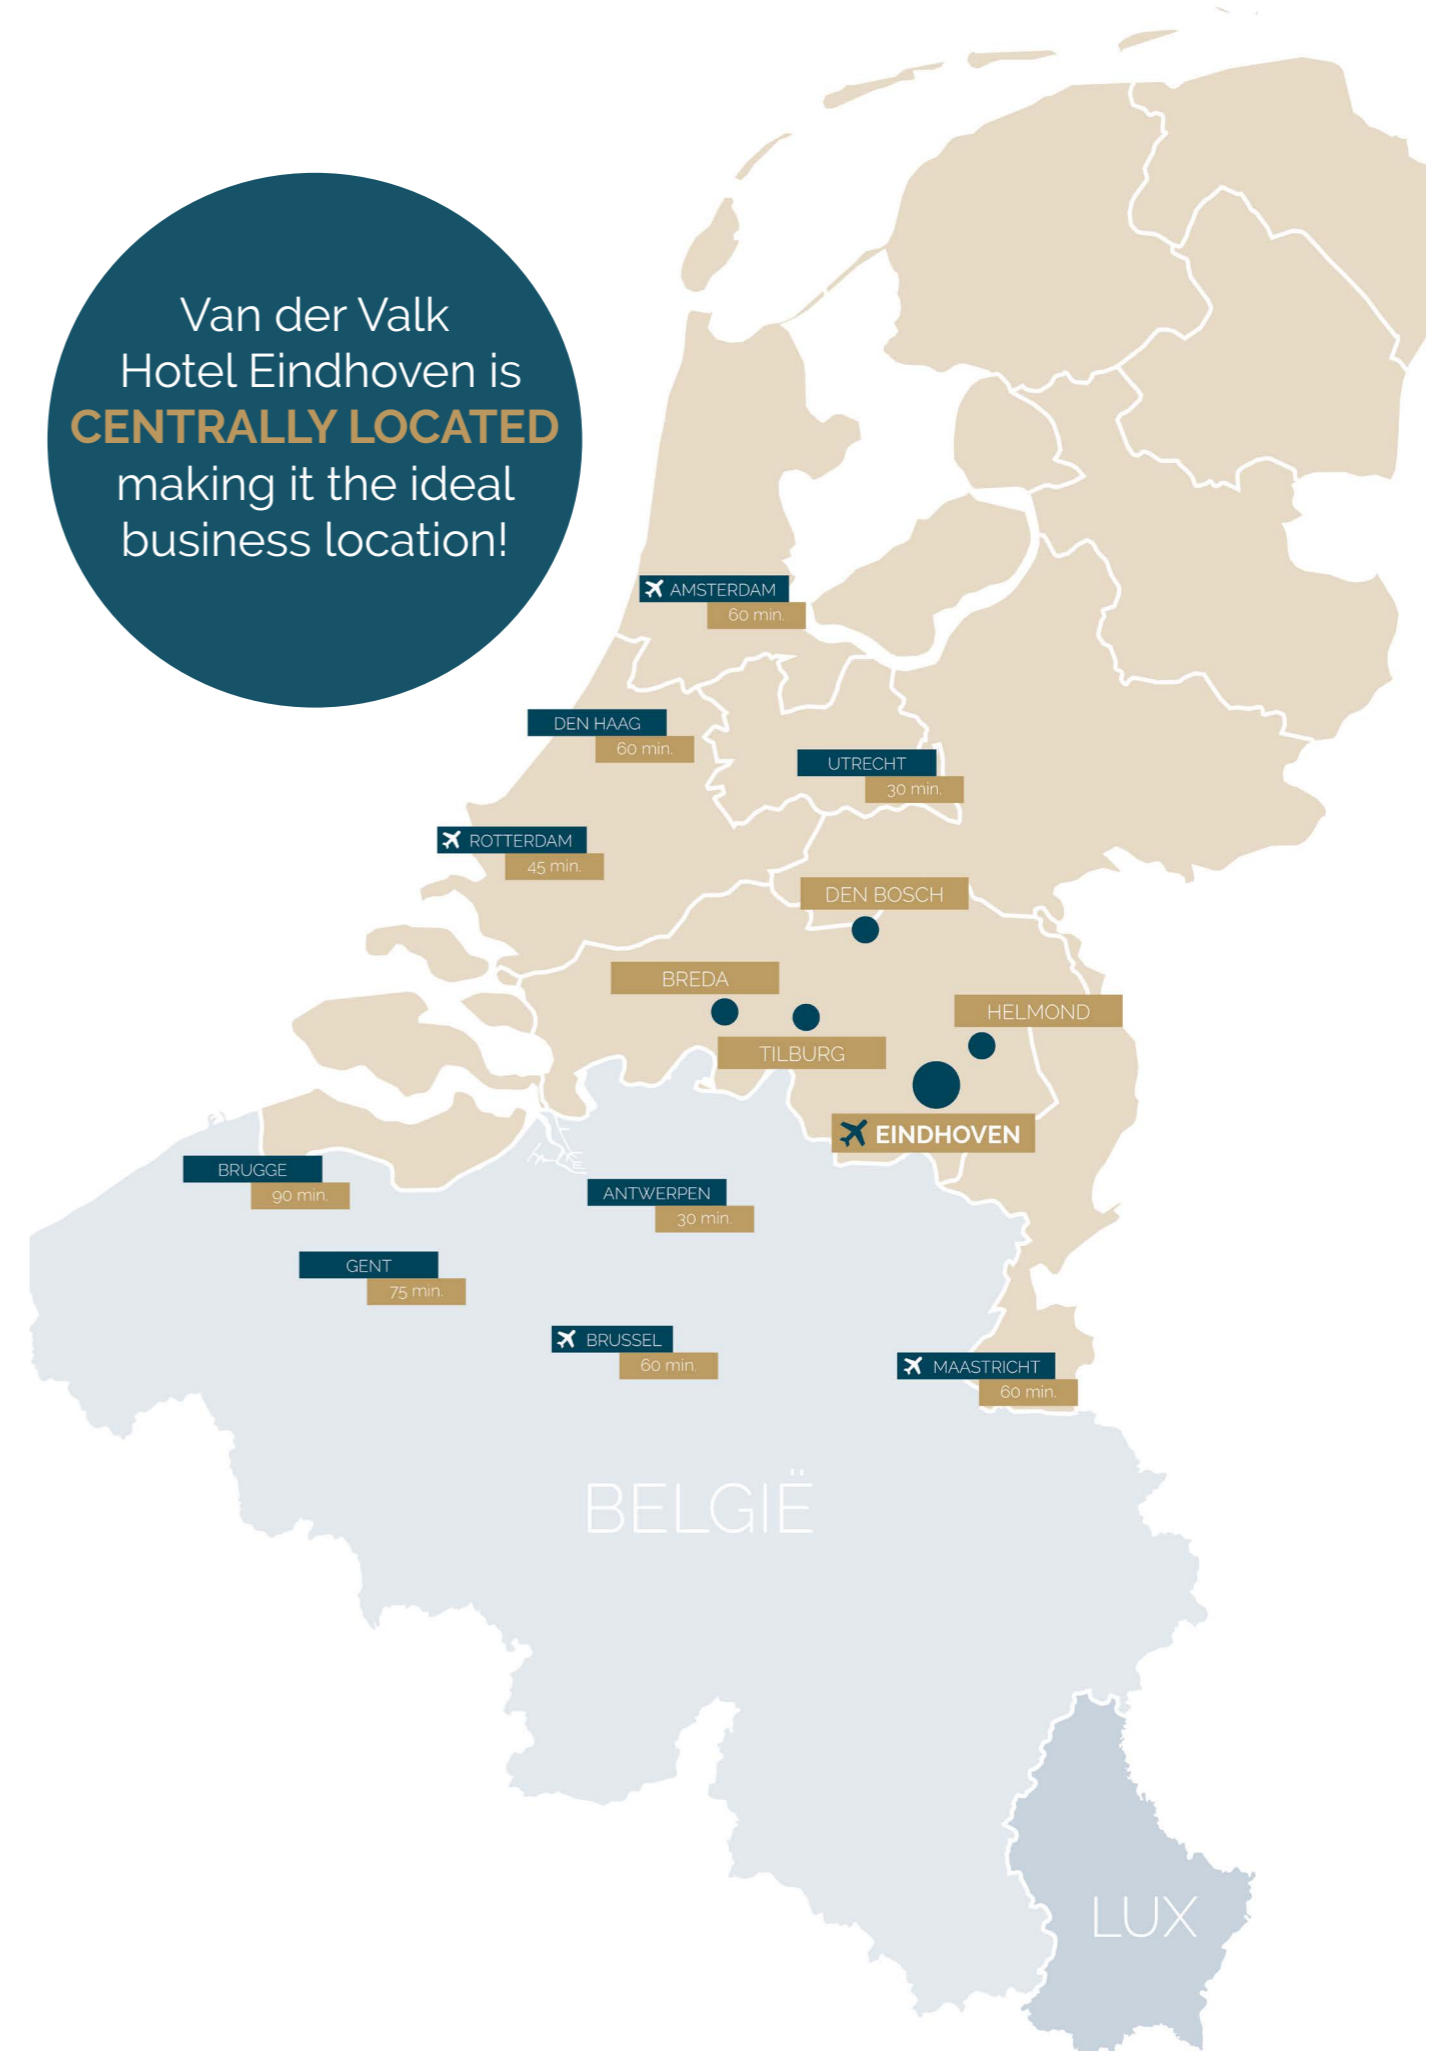 Van der Valk
Hotel Eindhoven is
CENTRALLY LOCATED
making it the ideal
business location!
AMSTERDAM
60 min.
DEN HAAG
60 min.
UTRECHT
30 min.
ROTTERDAM
45 min.
DEN BOSCH
BREDA
HELMOND
TILBURG
EINDHOVEN
BRUGGE
90 min.
ANTWERPEN
30 min.
GENT
75 min.
BRUSSEL
60 min.
MAASTRICHT
60 min.
BELGIË
LUX